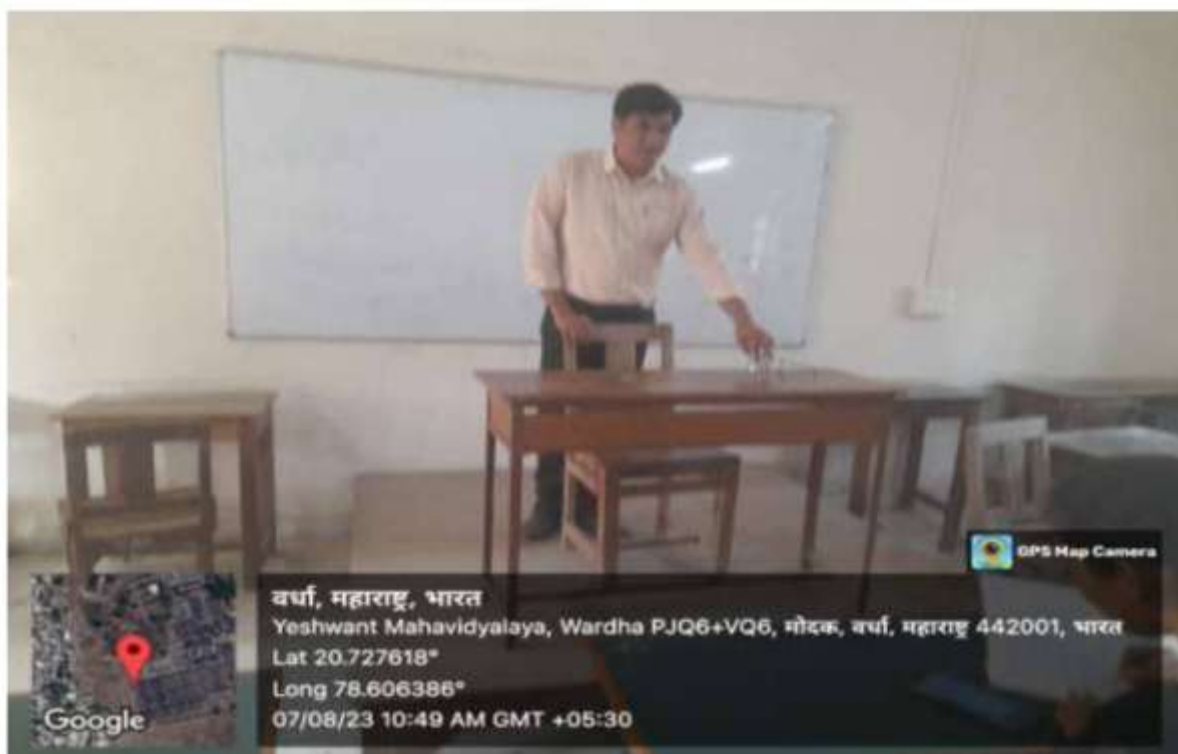 GPS Map Camera
वर्धा, महाराष्ट्र, भारत
Yeshwant Mahavidyalaya, Wardha PJQ6+VQ6, मोदक, वर्धा, महाराष्ट्र 442001, भारत
Lat 20.727618°
Long 78.606386°
07/08/23 10:49 AM GMT +05:30
Google